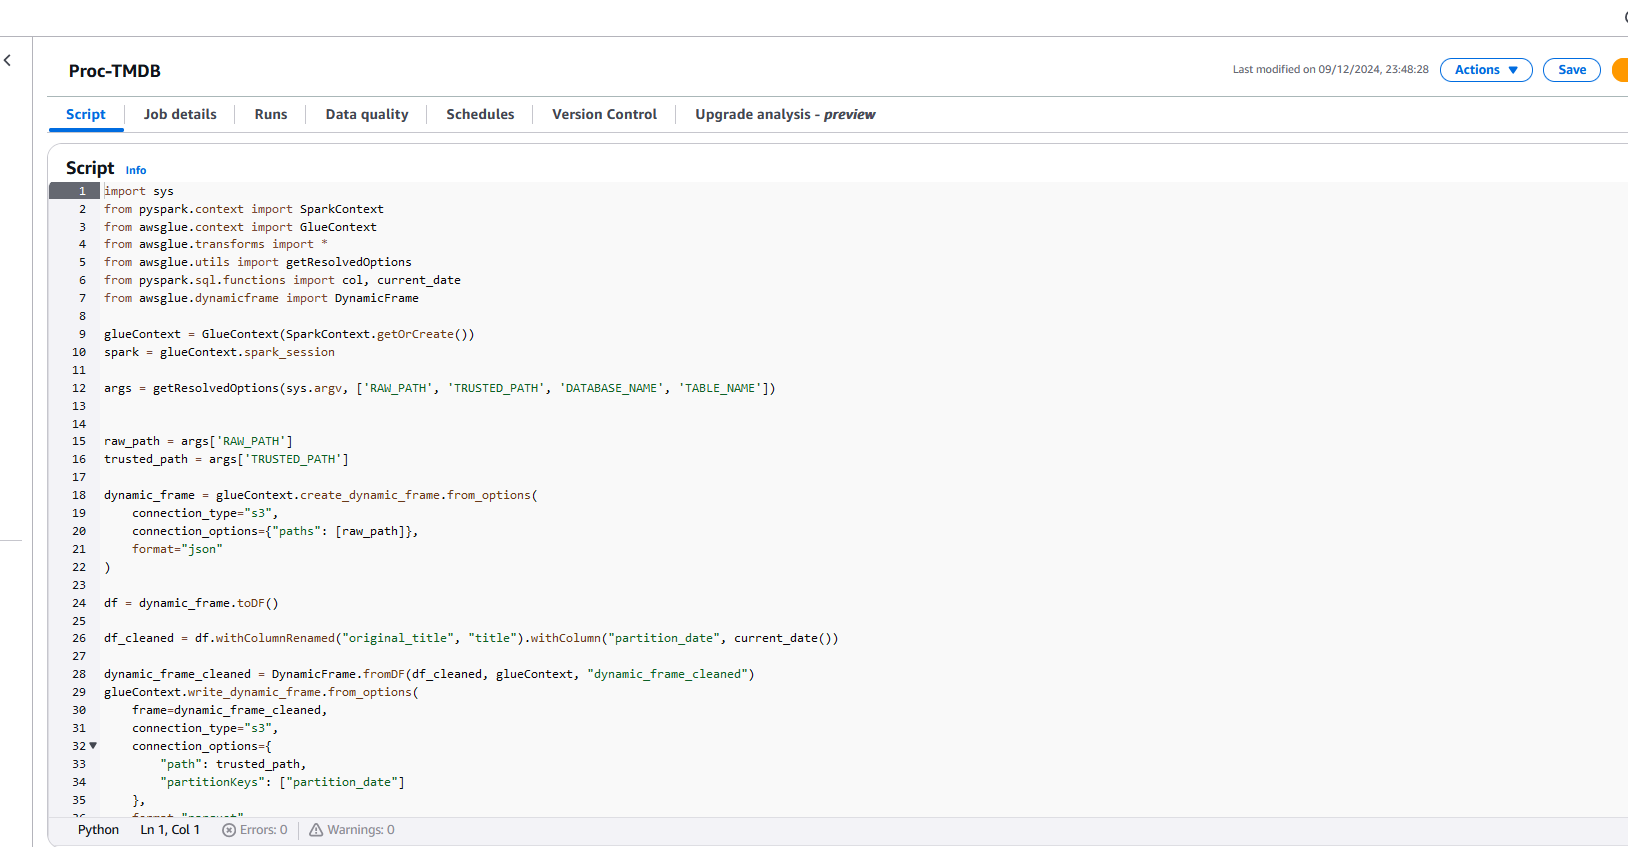 Proc-TMDB
Last modified on 09/12/2024, 23:48:28
Actions ▼
Save
Script
Job details
Runs
Data quality
Schedules
Version Control
Upgrade analysis - preview
Script Info
1 import sys
2 from pyspark.context import SparkContext
3 from awsglue.context import GlueContext
4 from awsglue.transforms import *
5 from awsglue.utils import getResolvedOptions
6 from pyspark.sql.functions import col, current_date
7 from awsglue.dynamicframe import DynamicFrame
8
9 glueContext = GlueContext(SparkContext.getOrCreate())
10 spark = glueContext.spark_session
11
12 args = getResolvedOptions(sys.argv, ['RAW_PATH', 'TRUSTED_PATH', 'DATABASE_NAME', 'TABLE_NAME'])
13
14
15 raw_path = args['RAW_PATH']
16 trusted_path = args['TRUSTED_PATH']
17
18 dynamic_frame = glueContext.create_dynamic_frame.from_options(
19     connection_type="s3",
20     connection_options={"paths": [raw_path]},
21     format="json"
22 )
23
24 df = dynamic_frame.toDF()
25
26 df_cleaned = df.withColumnRenamed("original_title", "title").withColumn("partition_date", current_date())
27
28 dynamic_frame_cleaned = DynamicFrame.fromDF(df_cleaned, glueContext, "dynamic_frame_cleaned")
29 glueContext.write_dynamic_frame.from_options(
30     frame=dynamic_frame_cleaned,
31     connection_type="s3",
32 ▼     connection_options={
33         "path": trusted_path,
34         "partitionKeys": ["partition_date"]
35     },
36     format="parquet"
Python Ln 1, Col 1 Errors: 0 Warnings: 0